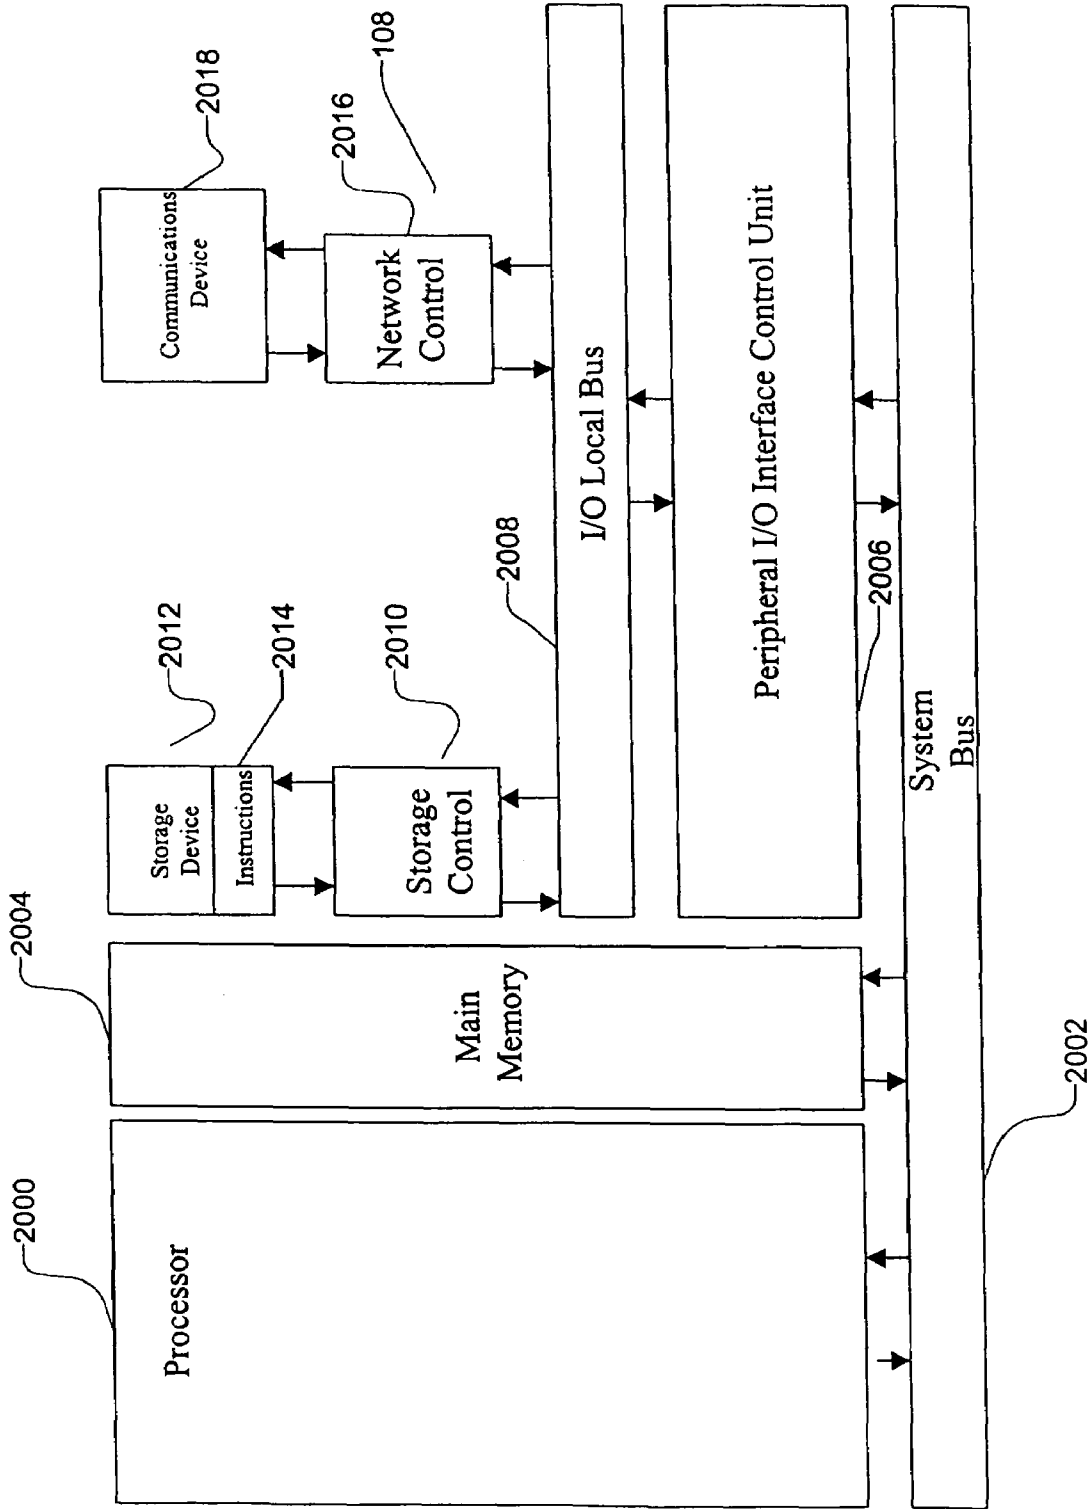 2000
Processor
2004
Main
Memory
2012
Storage
Device
2014
Instructions
2010
Storage
Control
2018
Communications
Device
2016
108
Network
Control
2008
I/O Local Bus
Peripheral I/O Interface Control Unit
2006
System
Bus
2002